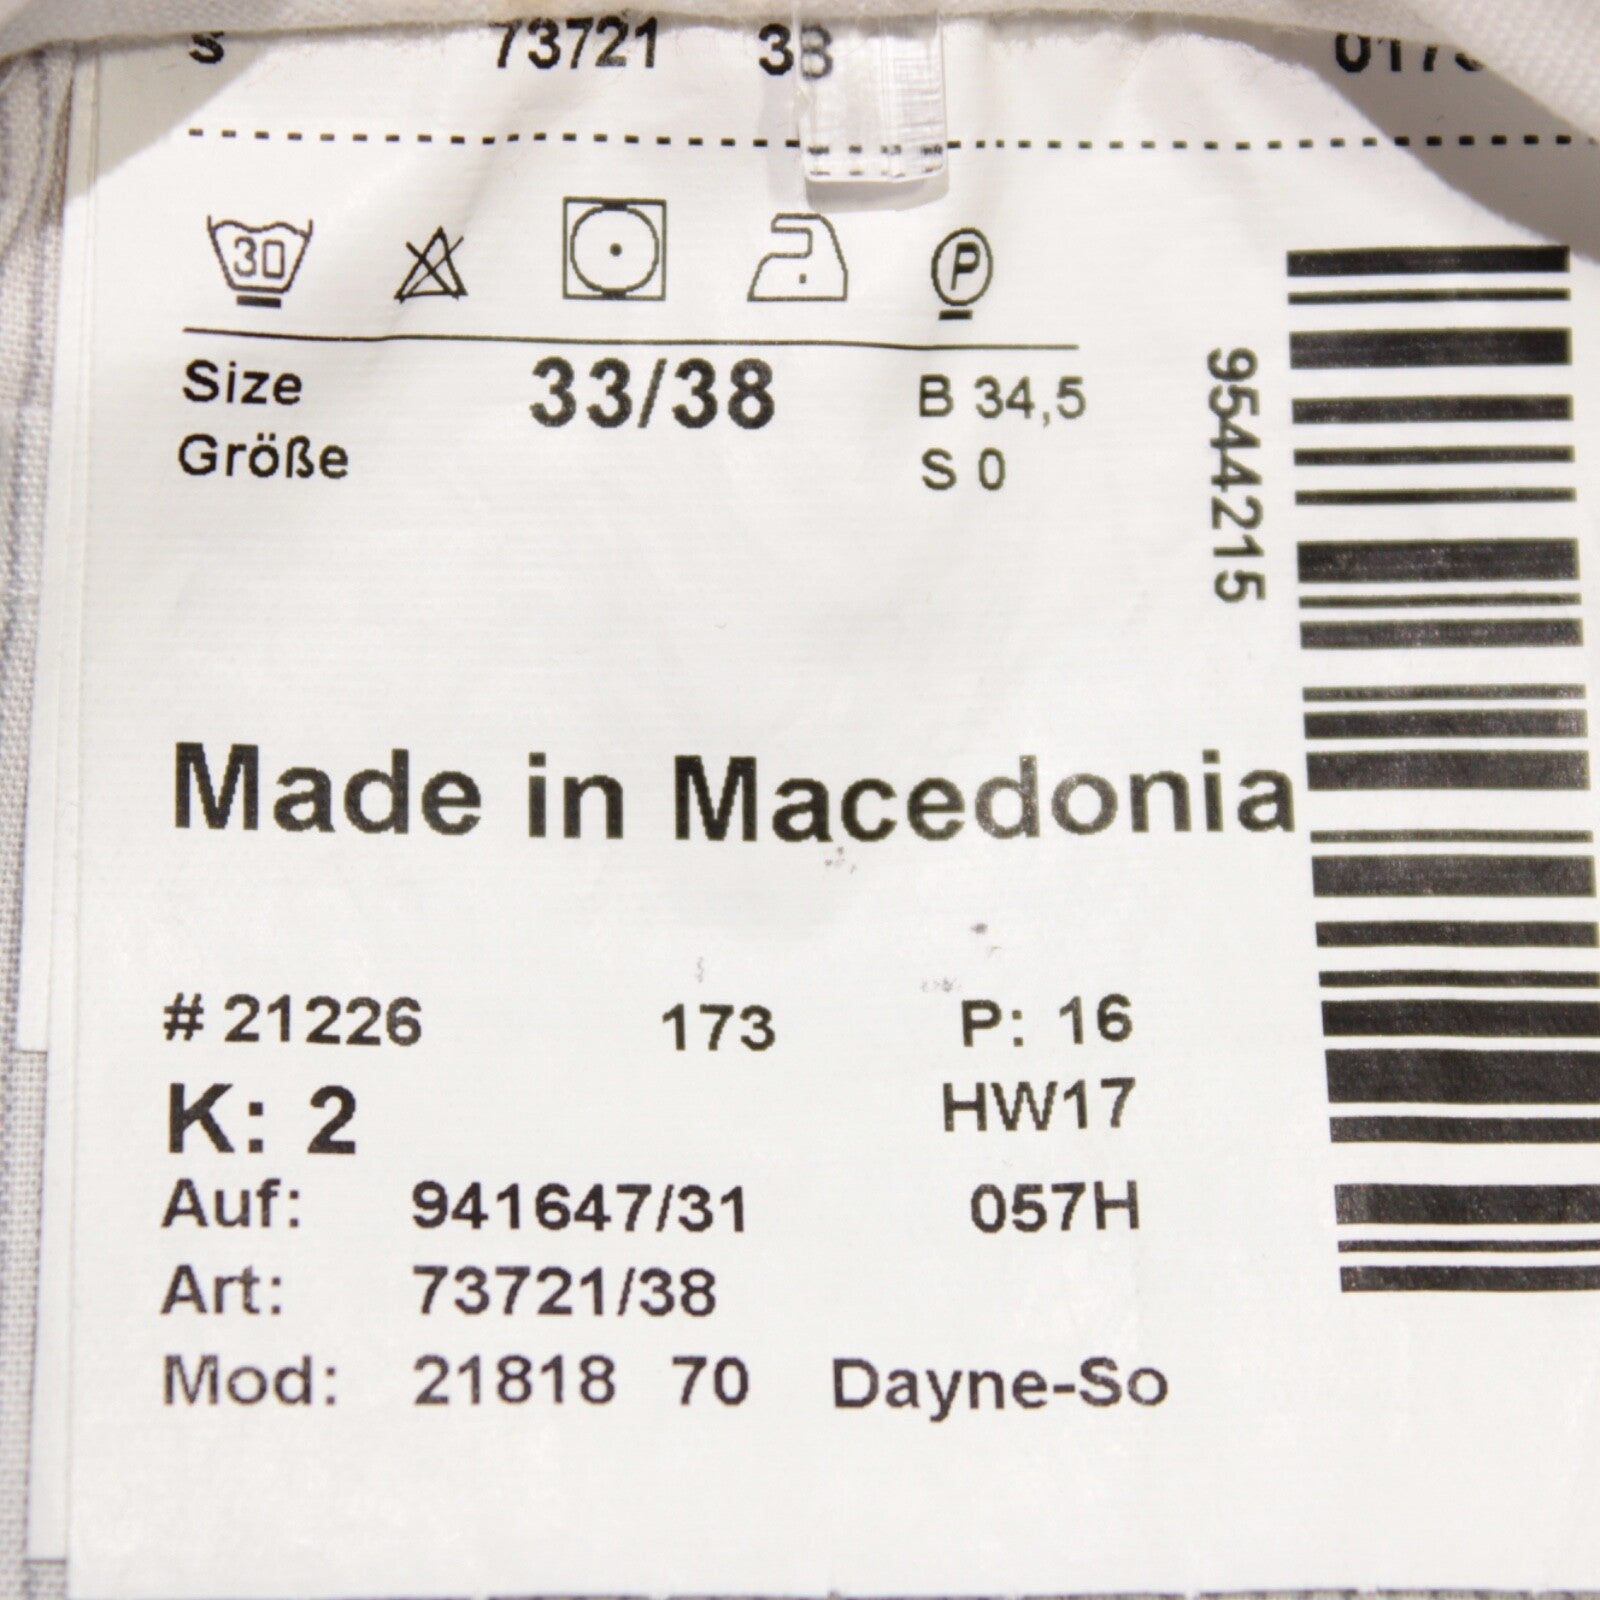 73721 38
30 P
Size 33/38 B 34,5
Größe S 0
9544215
Made in Macedonia
# 21226 173 P: 16
K: 2 HW17
Auf: 941647/31 057H
Art: 73721/38
Mod: 21818 70 Dayne-So